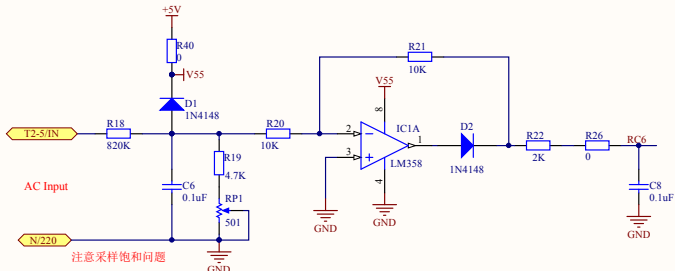 +5V
R40
0
V55
D1
1N4148
R21
10K
V55
T2-5/IN
R18
820K
R20
10K
2
8
IC1A
1
3
4
LM358
D2
1N4148
R22
2K
R26
0
RC6
R19
4.7K
AC Input
C6
0.1uF
RP1
501
C8
0.1uF
GND
GND
GND
N/220
注意采样饱和问题
GND